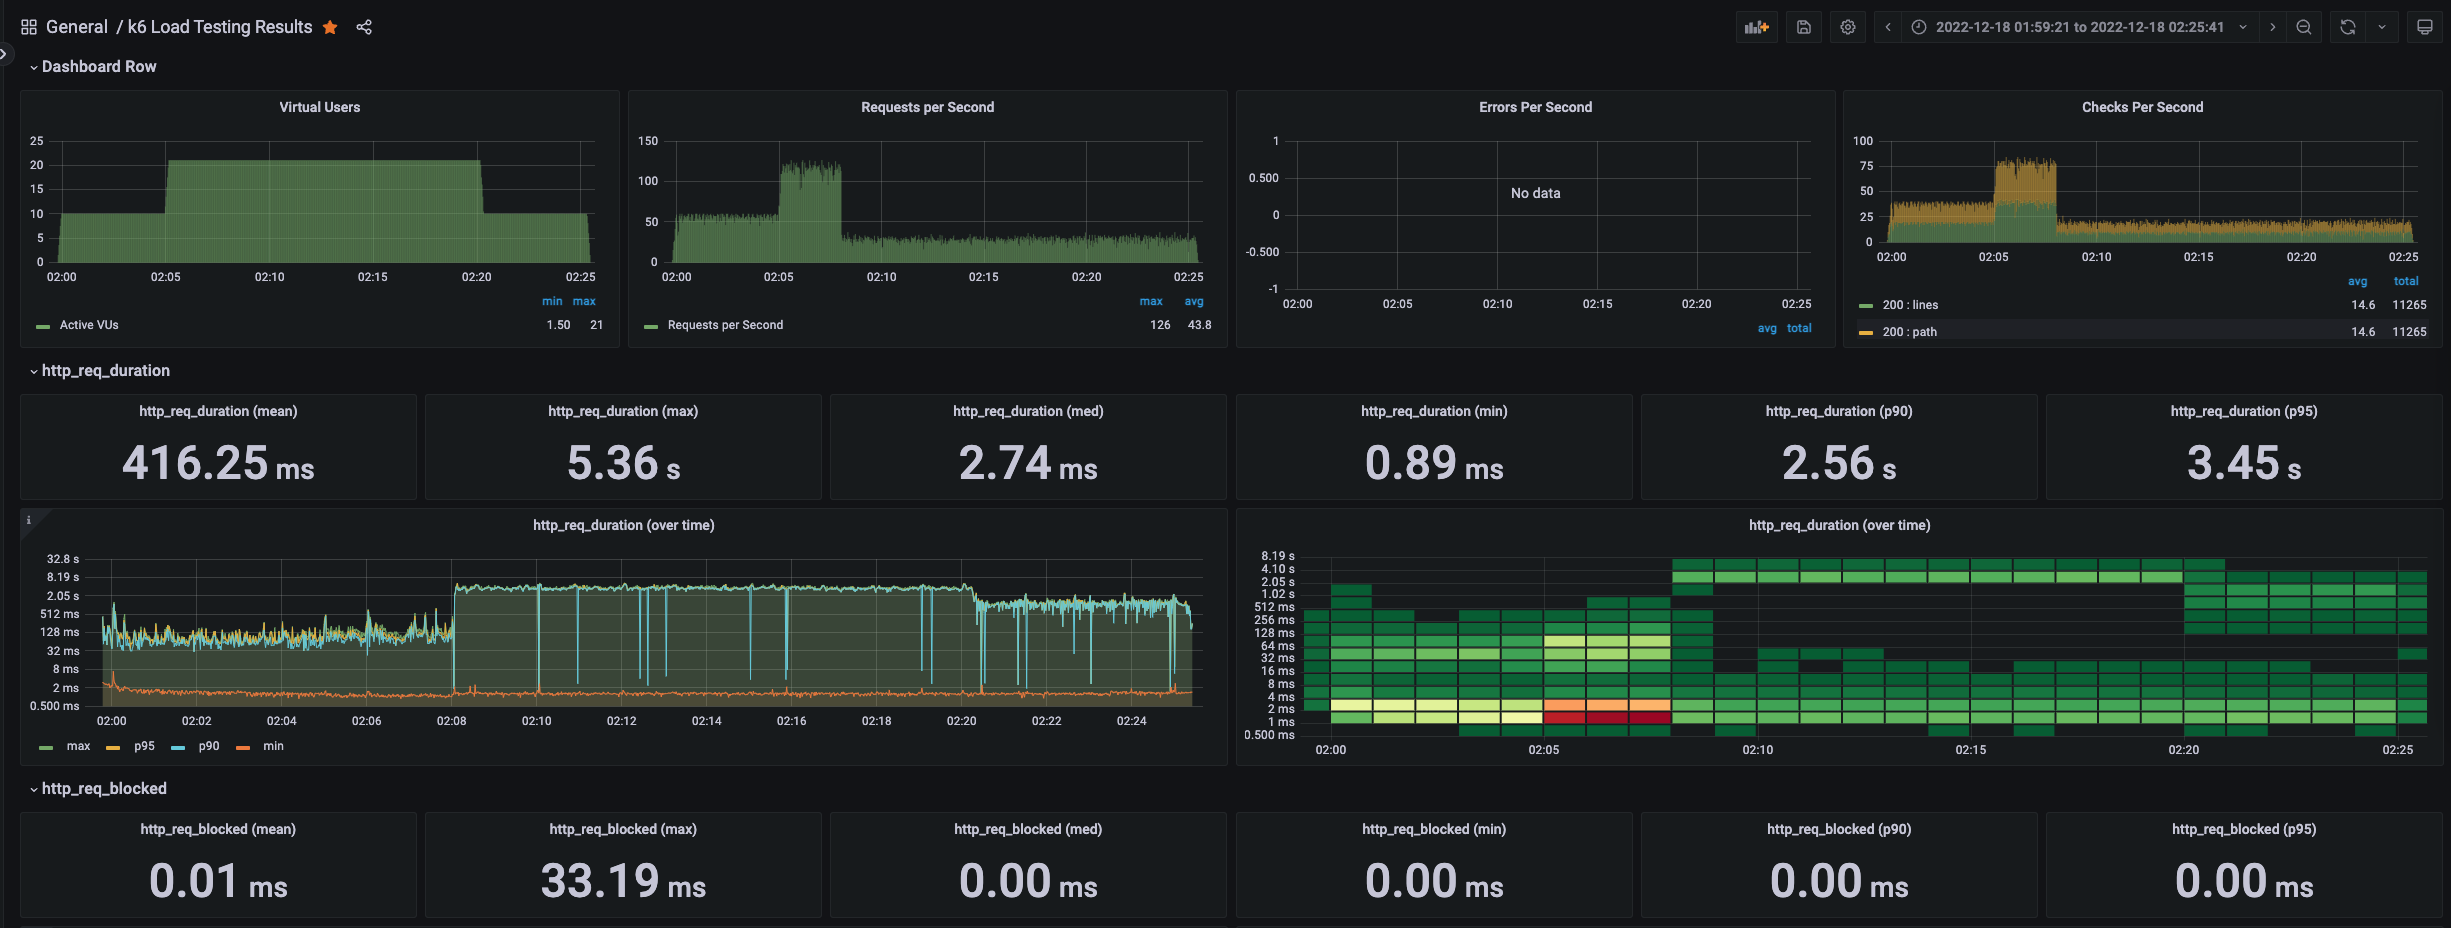 General / k6 Load Testing Results
2022-12-18 01:59:21 to 2022-12-18 02:25:41
Dashboard Row
Virtual Users
25
20
15
10
5
0
02:00 02:05 02:10 02:15 02:20 02:25
min max
Active VUs 1.50 21
Requests per Second
150
100
50
0
02:00 02:05 02:10 02:15 02:20 02:25
max avg
Requests per Second 126 43.8
Errors Per Second
1
0.500
0
-0.500
-1
No data
02:00 02:05 02:10 02:15 02:20 02:25
avg total
Checks Per Second
100
75
50
25
0
02:00 02:05 02:10 02:15 02:20 02:25
avg total
200 : lines 14.6 11265
200 : path 14.6 11265
http_req_duration
http_req_duration (mean)
416.25 ms
http_req_duration (max)
5.36 s
http_req_duration (med)
2.74 ms
http_req_duration (min)
0.89 ms
http_req_duration (p90)
2.56 s
http_req_duration (p95)
3.45 s
i
http_req_duration (over time)
32.8 s
8.19 s
2.05 s
512 ms
128 ms
32 ms
8 ms
2 ms
0.500 ms
02:00 02:02 02:04 02:06 02:08 02:10 02:12 02:14 02:16 02:18 02:20 02:22 02:24
max p95 p90 min
http_req_duration (over time)
8.19 s
4.10 s
2.05 s
1.02 s
512 ms
256 ms
128 ms
64 ms
32 ms
16 ms
8 ms
4 ms
2 ms
1 ms
0.500 ms
02:00 02:05 02:10 02:15 02:20 02:25
http_req_blocked
http_req_blocked (mean)
0.01 ms
http_req_blocked (max)
33.19 ms
http_req_blocked (med)
0.00 ms
http_req_blocked (min)
0.00 ms
http_req_blocked (p90)
0.00 ms
http_req_blocked (p95)
0.00 ms